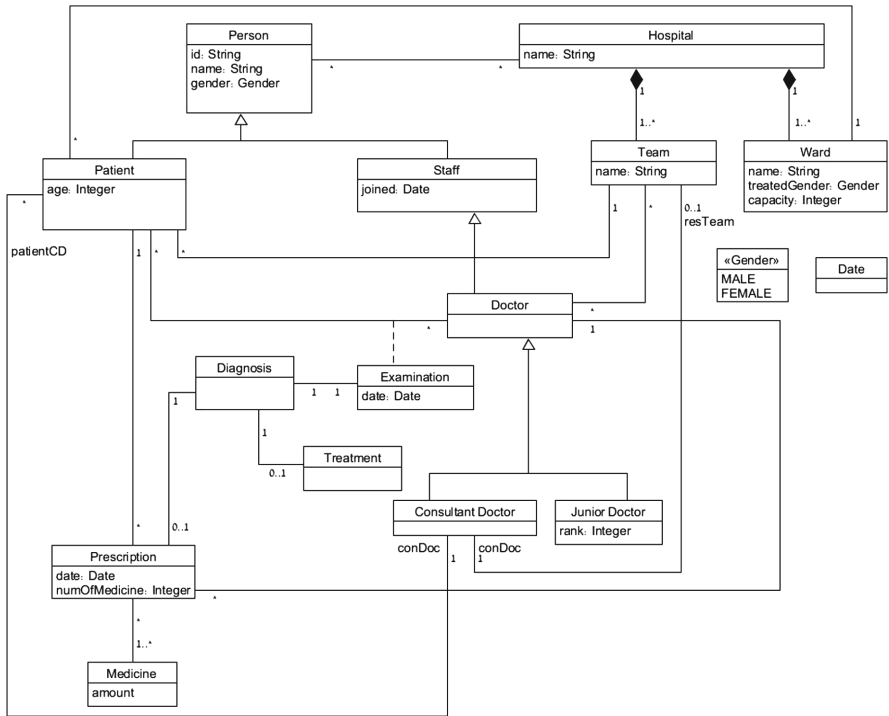 Person
id: String
name: String
gender: Gender
Hospital
name: String
*
*
1
1
1..*
1..*
1
*
Patient
age: Integer
Staff
joined: Date
Team
name: String
Ward
name: String
treatedGender: Gender
capacity: Integer
*
patientCD
1
*
*
1
*
0..1
resTeam
«Gender»
MALE
FEMALE
Date
Doctor
*
*
1
Diagnosis
1
1
1
Examination
date: Date
1
0..1
Treatment
Consultant Doctor
Junior Doctor
rank: Integer
conDoc
1
conDoc
1
*
0..1
Prescription
date: Date
numOfMedicine: Integer
*
*
1..*
Medicine
amount